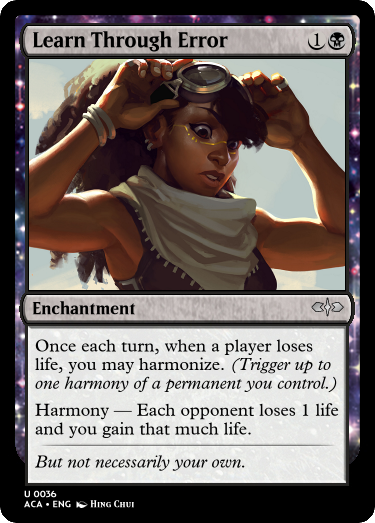 Learn Through Error 1
Enchantment
Once each turn, when a player loses
life, you may harmonize. (Trigger up to
one harmony of a permanent you control.)
Harmony — Each opponent loses 1 life
and you gain that much life.
But not necessarily your own.
U 0036
ACA • ENG Hing Chui